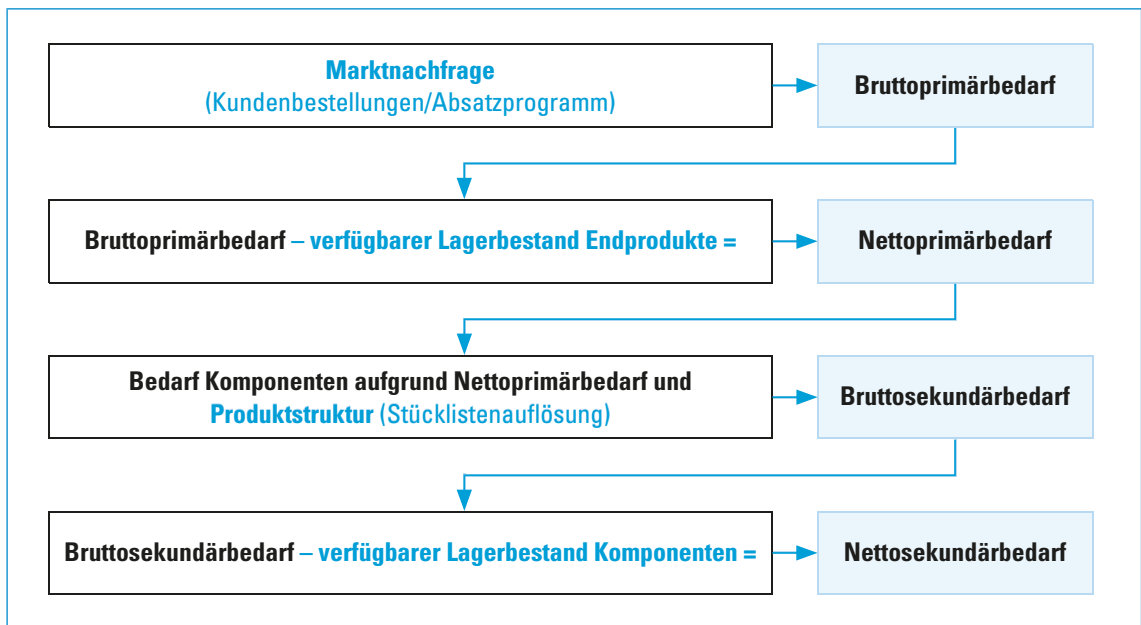 Marktnachfrage
(Kundenbestellungen/Absatzprogramm)
Bruttoprimärbedarf
Bruttoprimärbedarf – verfügbarer Lagerbestand Endprodukte =
Nettoprimärbedarf
Bedarf Komponenten aufgrund Nettoprimärbedarf und
Produktstruktur (Stücklistenauflösung)
Bruttosekundärbedarf
Bruttosekundärbedarf – verfügbarer Lagerbestand Komponenten =
Nettosekundärbedarf